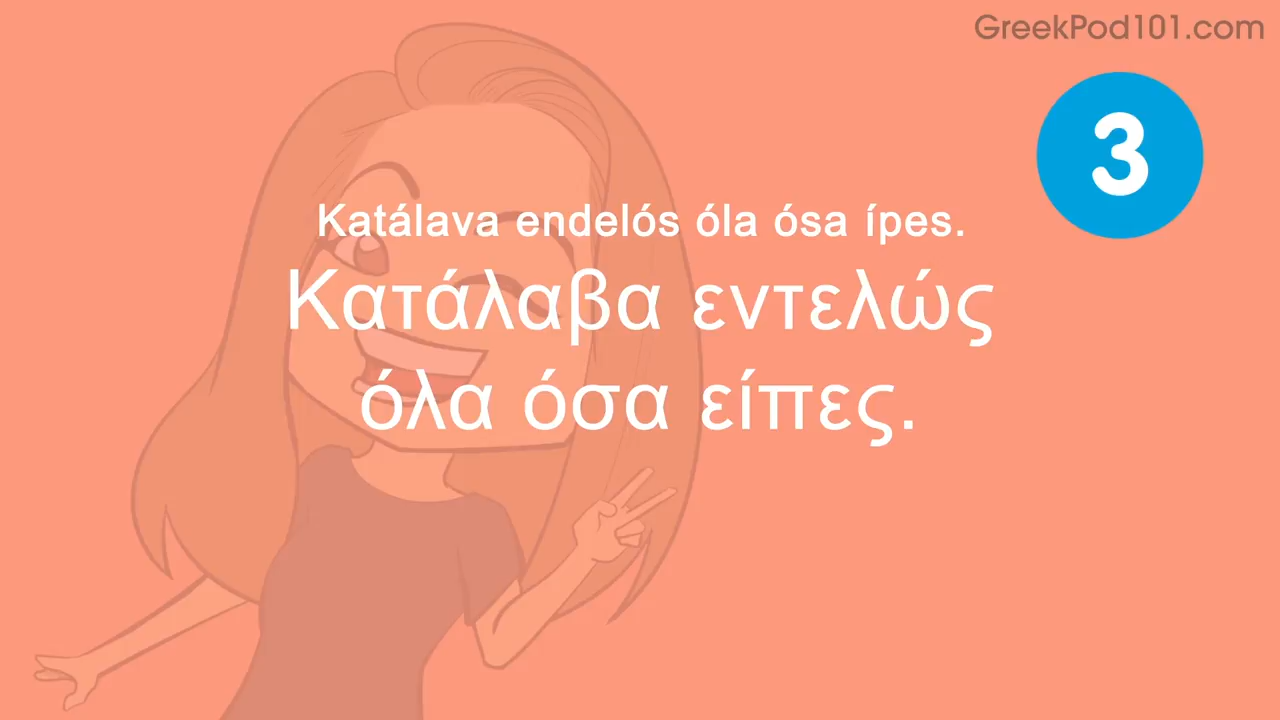 GreekPod101.com
3
Katálava endelós óla ósa ípes.
Κατάλαβα εντελώς
όλα όσα είπες.